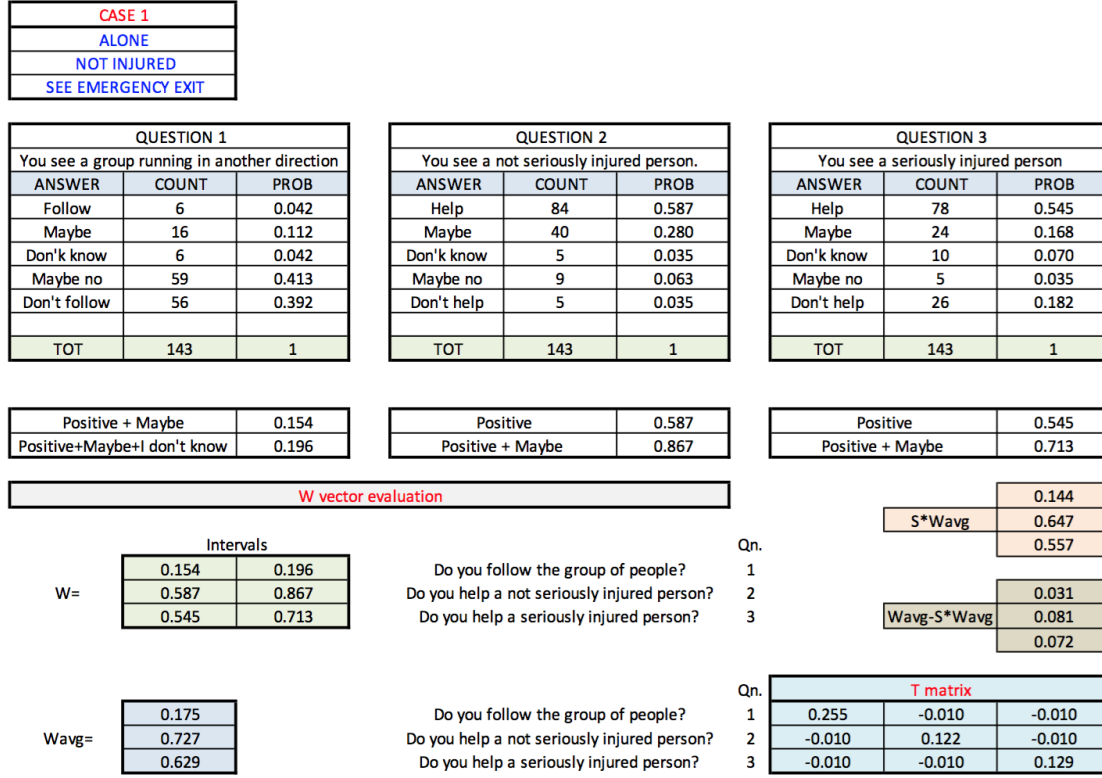 CASE 1
ALONE
NOT INJURED
SEE EMERGENCY EXIT
QUESTION 1 QUESTION 2 QUESTION 3
You see a group running in another direction You see a not seriously injured person. You see a seriously injured person
ANSWER COUNT PROB ANSWER COUNT PROB ANSWER COUNT PROB
Follow 6 0.042 Help 84 0.587 Help 78 0.545
Maybe 16 0.112 Maybe 40 0.280 Maybe 24 0.168
Don'k know 6 0.042 Don'k know 5 0.035 Don'k know 10 0.070
Maybe no 59 0.413 Maybe no 9 0.063 Maybe no 5 0.035
Don't follow 56 0.392 Don't help 5 0.035 Don't help 26 0.182
TOT 143 1 TOT 143 1 TOT 143 1
Positive + Maybe 0.154 Positive 0.587 Positive 0.545
Positive+Maybe+I don't know 0.196 Positive + Maybe 0.867 Positive + Maybe 0.713
W vector evaluation 0.144
S*Wavg 0.647
Intervals Qn. 0.557
0.154 0.196 Do you follow the group of people? 1
W= 0.587 0.867 Do you help a not seriously injured person? 2 0.031
0.545 0.713 Do you help a seriously injured person? 3 Wavg-S*Wavg 0.081
0.072
Qn. T matrix
0.175 Do you follow the group of people? 1 0.255 -0.010 -0.010
Wavg= 0.727 Do you help a not seriously injured person? 2 -0.010 0.122 -0.010
0.629 Do you help a seriously injured person? 3 -0.010 -0.010 0.129